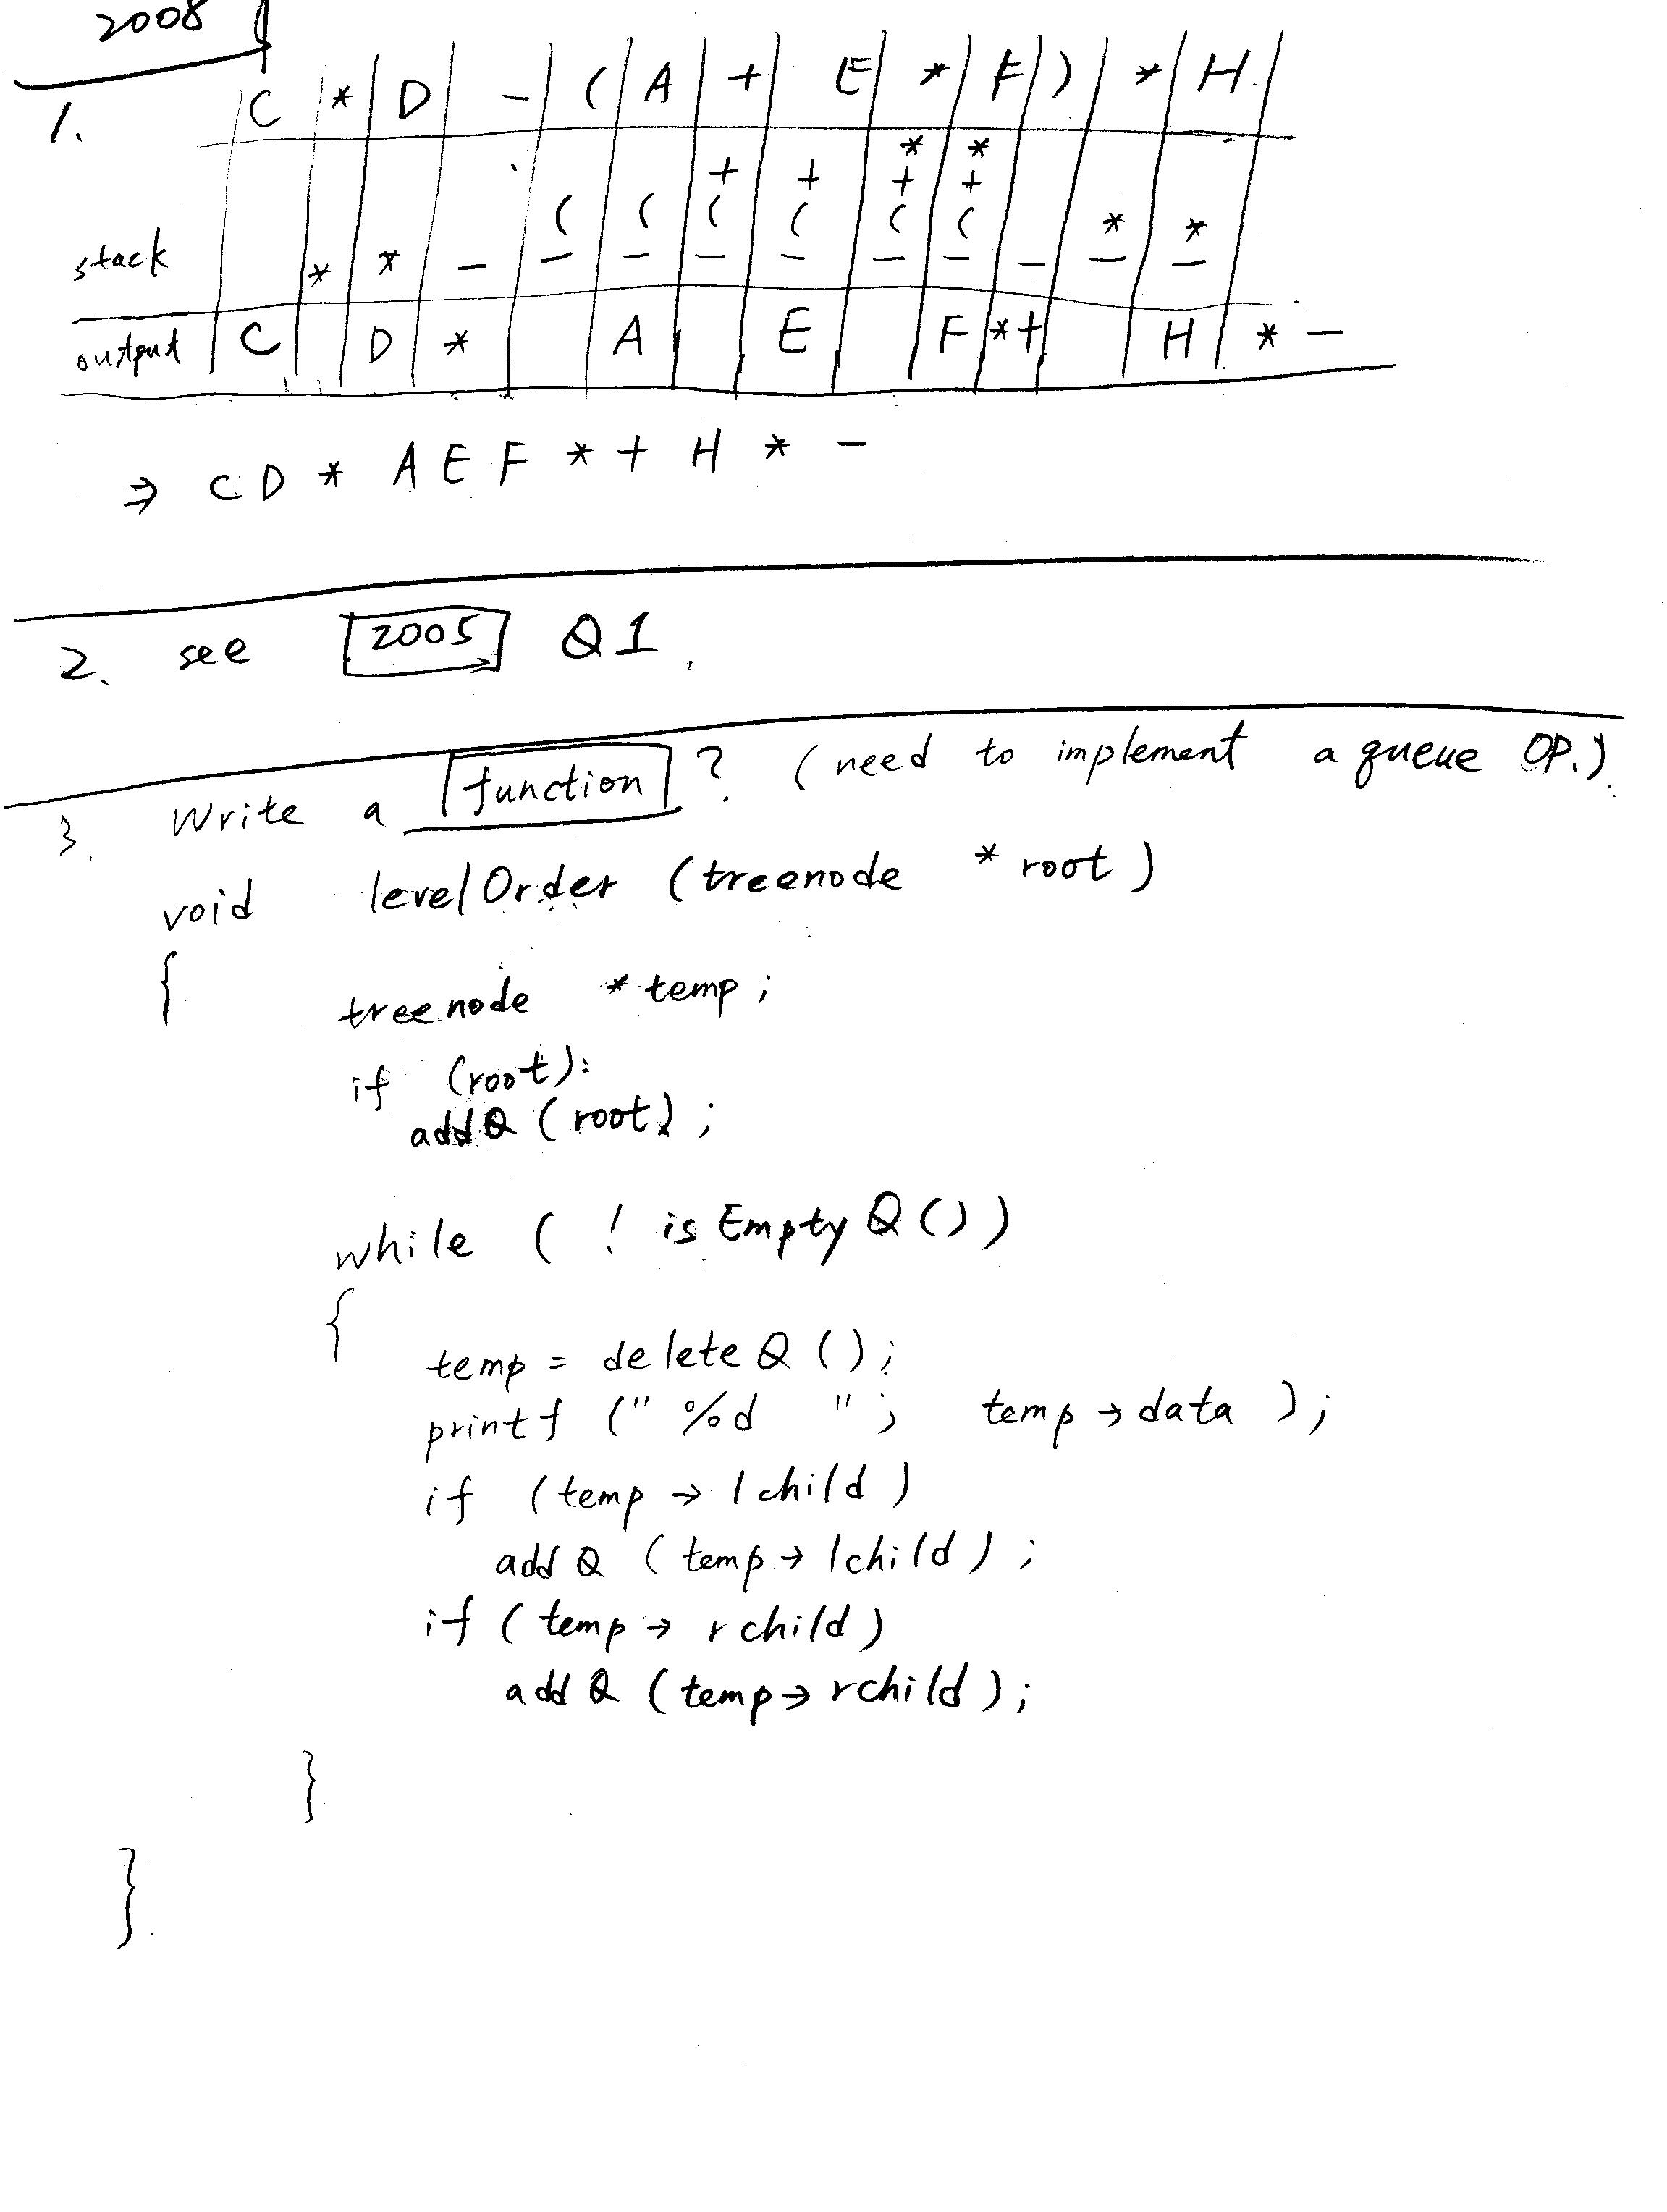 2008
1. C * D - ( A + E * F ) * H
* *
+ + + +
( ( ( ( ( ( * *
stack * * - - - - - - - - - -
output C D * A E F *+ H * -
⇒ C D * A E F * + H * -
2. see 2005 Q1.
3. Write a function ? (need to implement a queue OP.).
void levelOrder (treenode * root)
{
treenode * temp;
if (root):
addQ (root);
while ( ! isEmptyQ())
{
temp = deleteQ ();
printf (" %d "; temp → data );
if (temp → lchild)
addQ (temp → lchild);
if (temp → rchild)
addQ (temp → rchild);
}
}